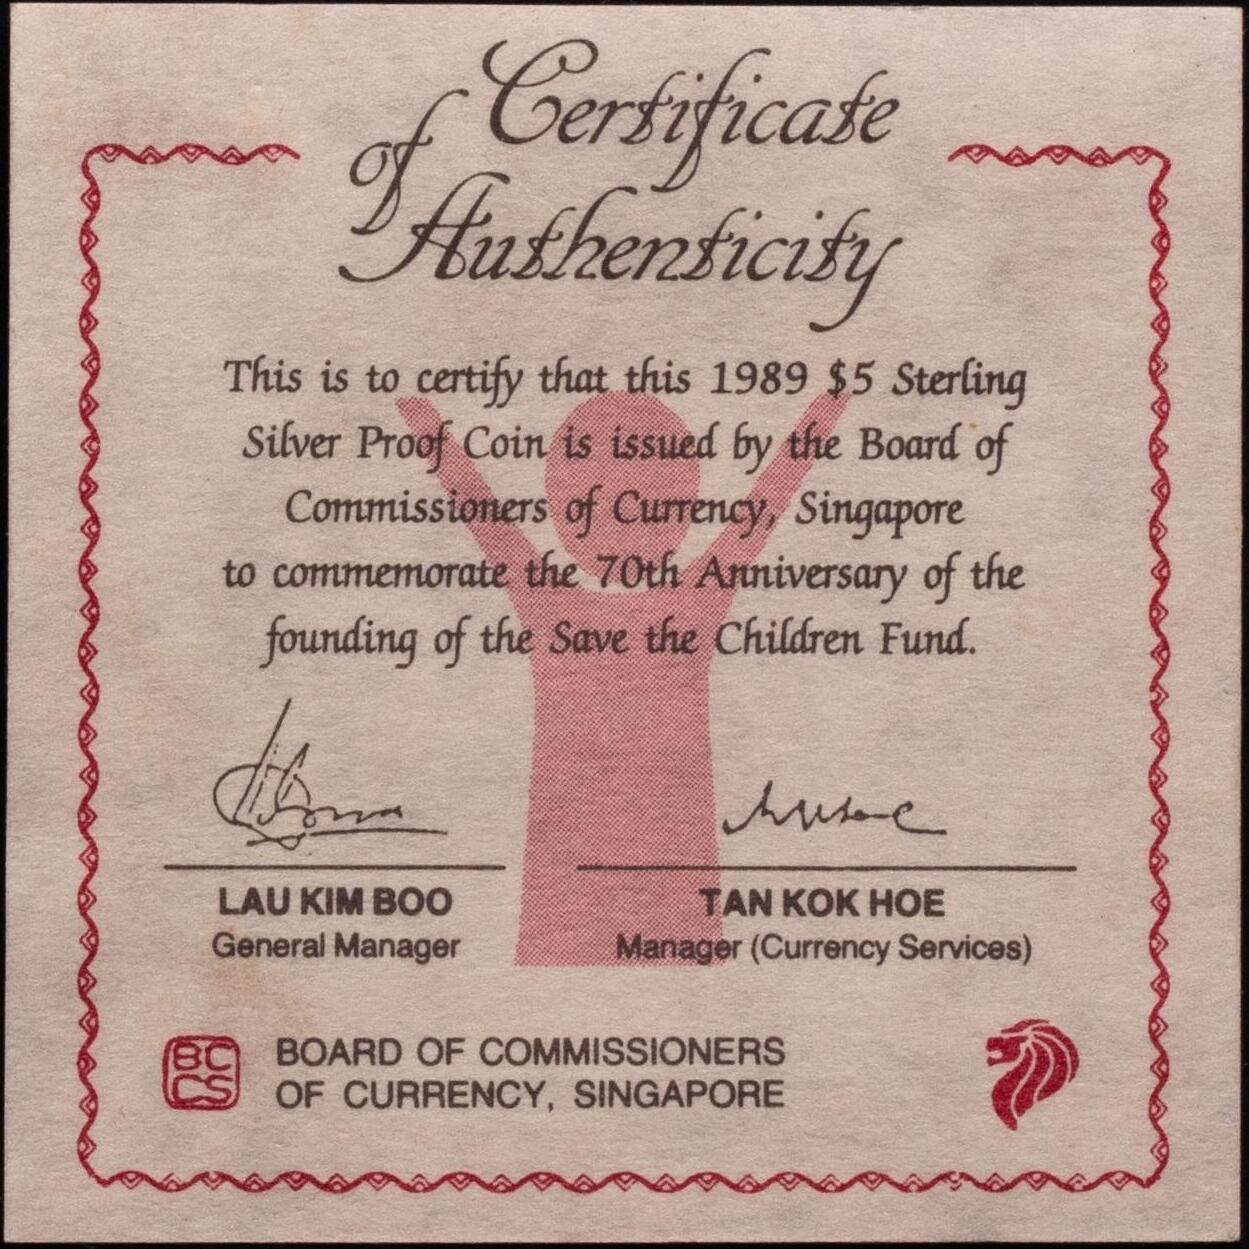 Certificate
of
Authenticity
This is to certify that this 1989 $5 Sterling
Silver Proof Coin is issued by the Board of
Commissioners of Currency, Singapore
to commemorate the 70th Anniversary of the
founding of the Save the Children Fund.
LAU KIM BOO
TAN KOK HOE
General Manager
Manager (Currency Services)
BC
CS
BOARD OF COMMISSIONERS
OF CURRENCY, SINGAPORE